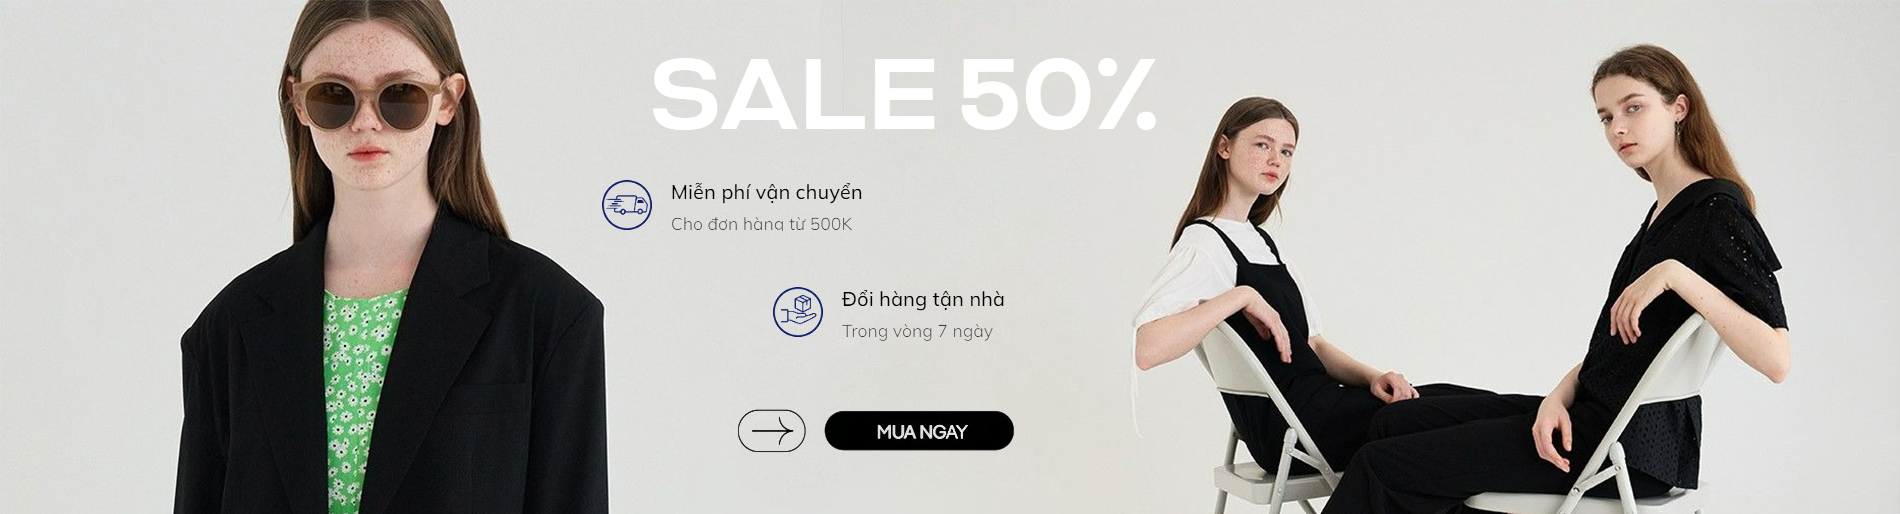 SALE 50%
Miễn phí vận chuyển
Cho đơn hàng từ 500K
Đổi hàng tận nhà
Trong vòng 7 ngày
MUA NGAY